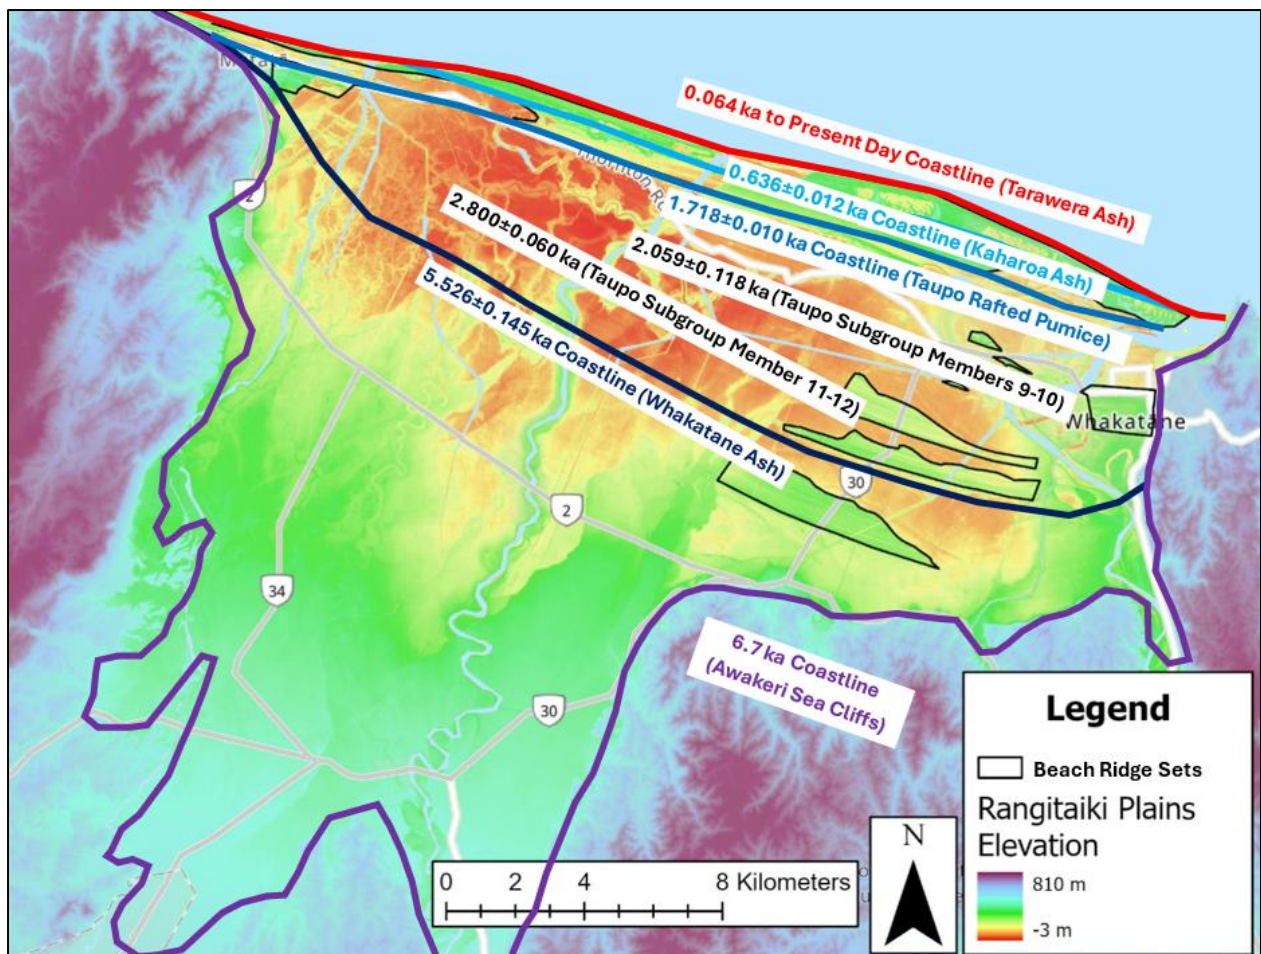 Matatā
0.064 ka to Present Day Coastline (Tarawera Ash)
2
Thornton
0.636±0.012 ka Coastline (Kaharoa Ash)
1.718±0.010 ka Coastline (Taupo Rafted Pumice)
2.059±0.118 ka (Taupo Subgroup Members 9-10)
2.800±0.060 ka (Taupo Subgroup Member 11-12)
5.526±0.145 ka Coastline (Whakatane Ash)
Whakatāne
30
2
34
6.7 ka Coastline
(Awakeri Sea Cliffs)
30
Legend
Beach Ridge Sets
Rangitaiki Plains
Elevation
810 m
-3 m
N
0 2 4 8 Kilometers